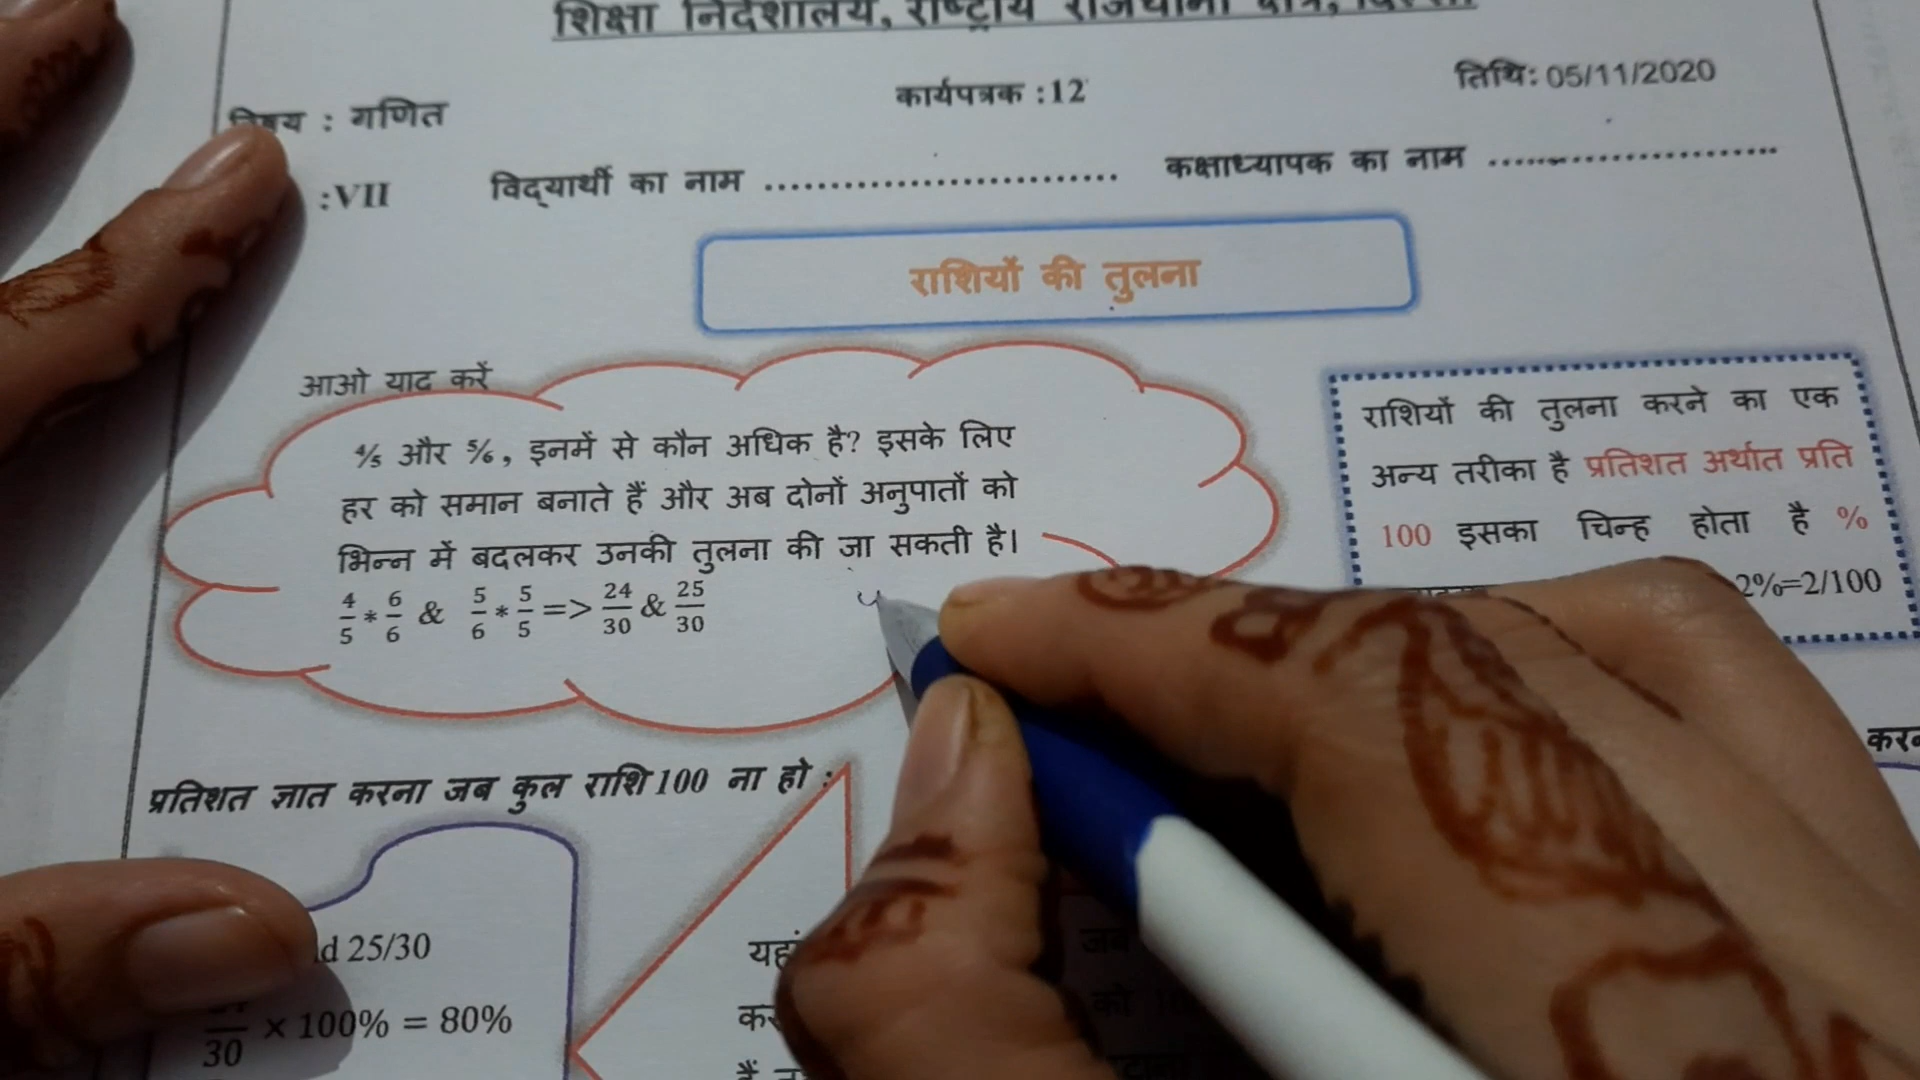 शिक्षा निदेशालय, राष्ट्रीय राजधानी
कार्यपत्रक :12
तिथि: 05/11/2020
विषय : गणित
:VII विद्यार्थी का नाम ............................ कक्षाध्यापक का नाम ........................
राशियों की तुलना
आओ याद करें
⅘ और ⅚, इनमें से कौन अधिक है? इसके लिए
हर को समान बनाते हैं और अब दोनों अनुपातों को
भिन्न में बदलकर उनकी तुलना की जा सकती है।
4/5 * 6/6 & 5/6 * 5/5 => 24/30 & 25/30
राशियों की तुलना करने का एक
अन्य तरीका है प्रतिशत अर्थात प्रति
100 इसका चिन्ह होता है %
2%=2/100
प्रतिशत ज्ञात करना जब कुल राशि 100 ना हो :
25/30
30 × 100% = 80%